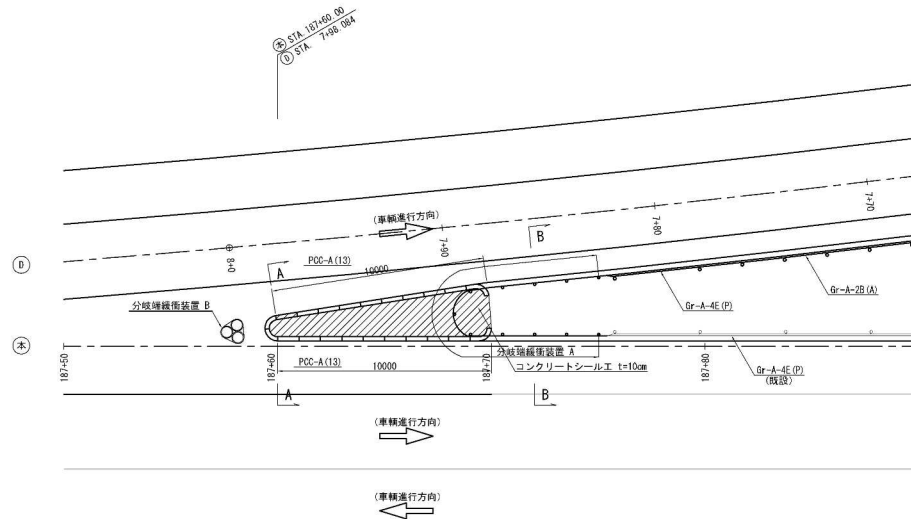 本 STA.187+60.00
D STA. 7+98.084
7+70
7+80
(車輌進行方向)
7+90
B
8+0
D
A
PCC-A(13)
10000
Gr-A-2B(A)
Gr-A-4E(P)
分岐端緩衝装置 B
分岐端緩衝装置 A
本
187+50
187+60
PCC-A(13)
10000
187+70
コンクリートシール工 t=10cm
187+80
Gr-A-4E(P)
(既設)
A
B
(車輌進行方向)
(車輌進行方向)